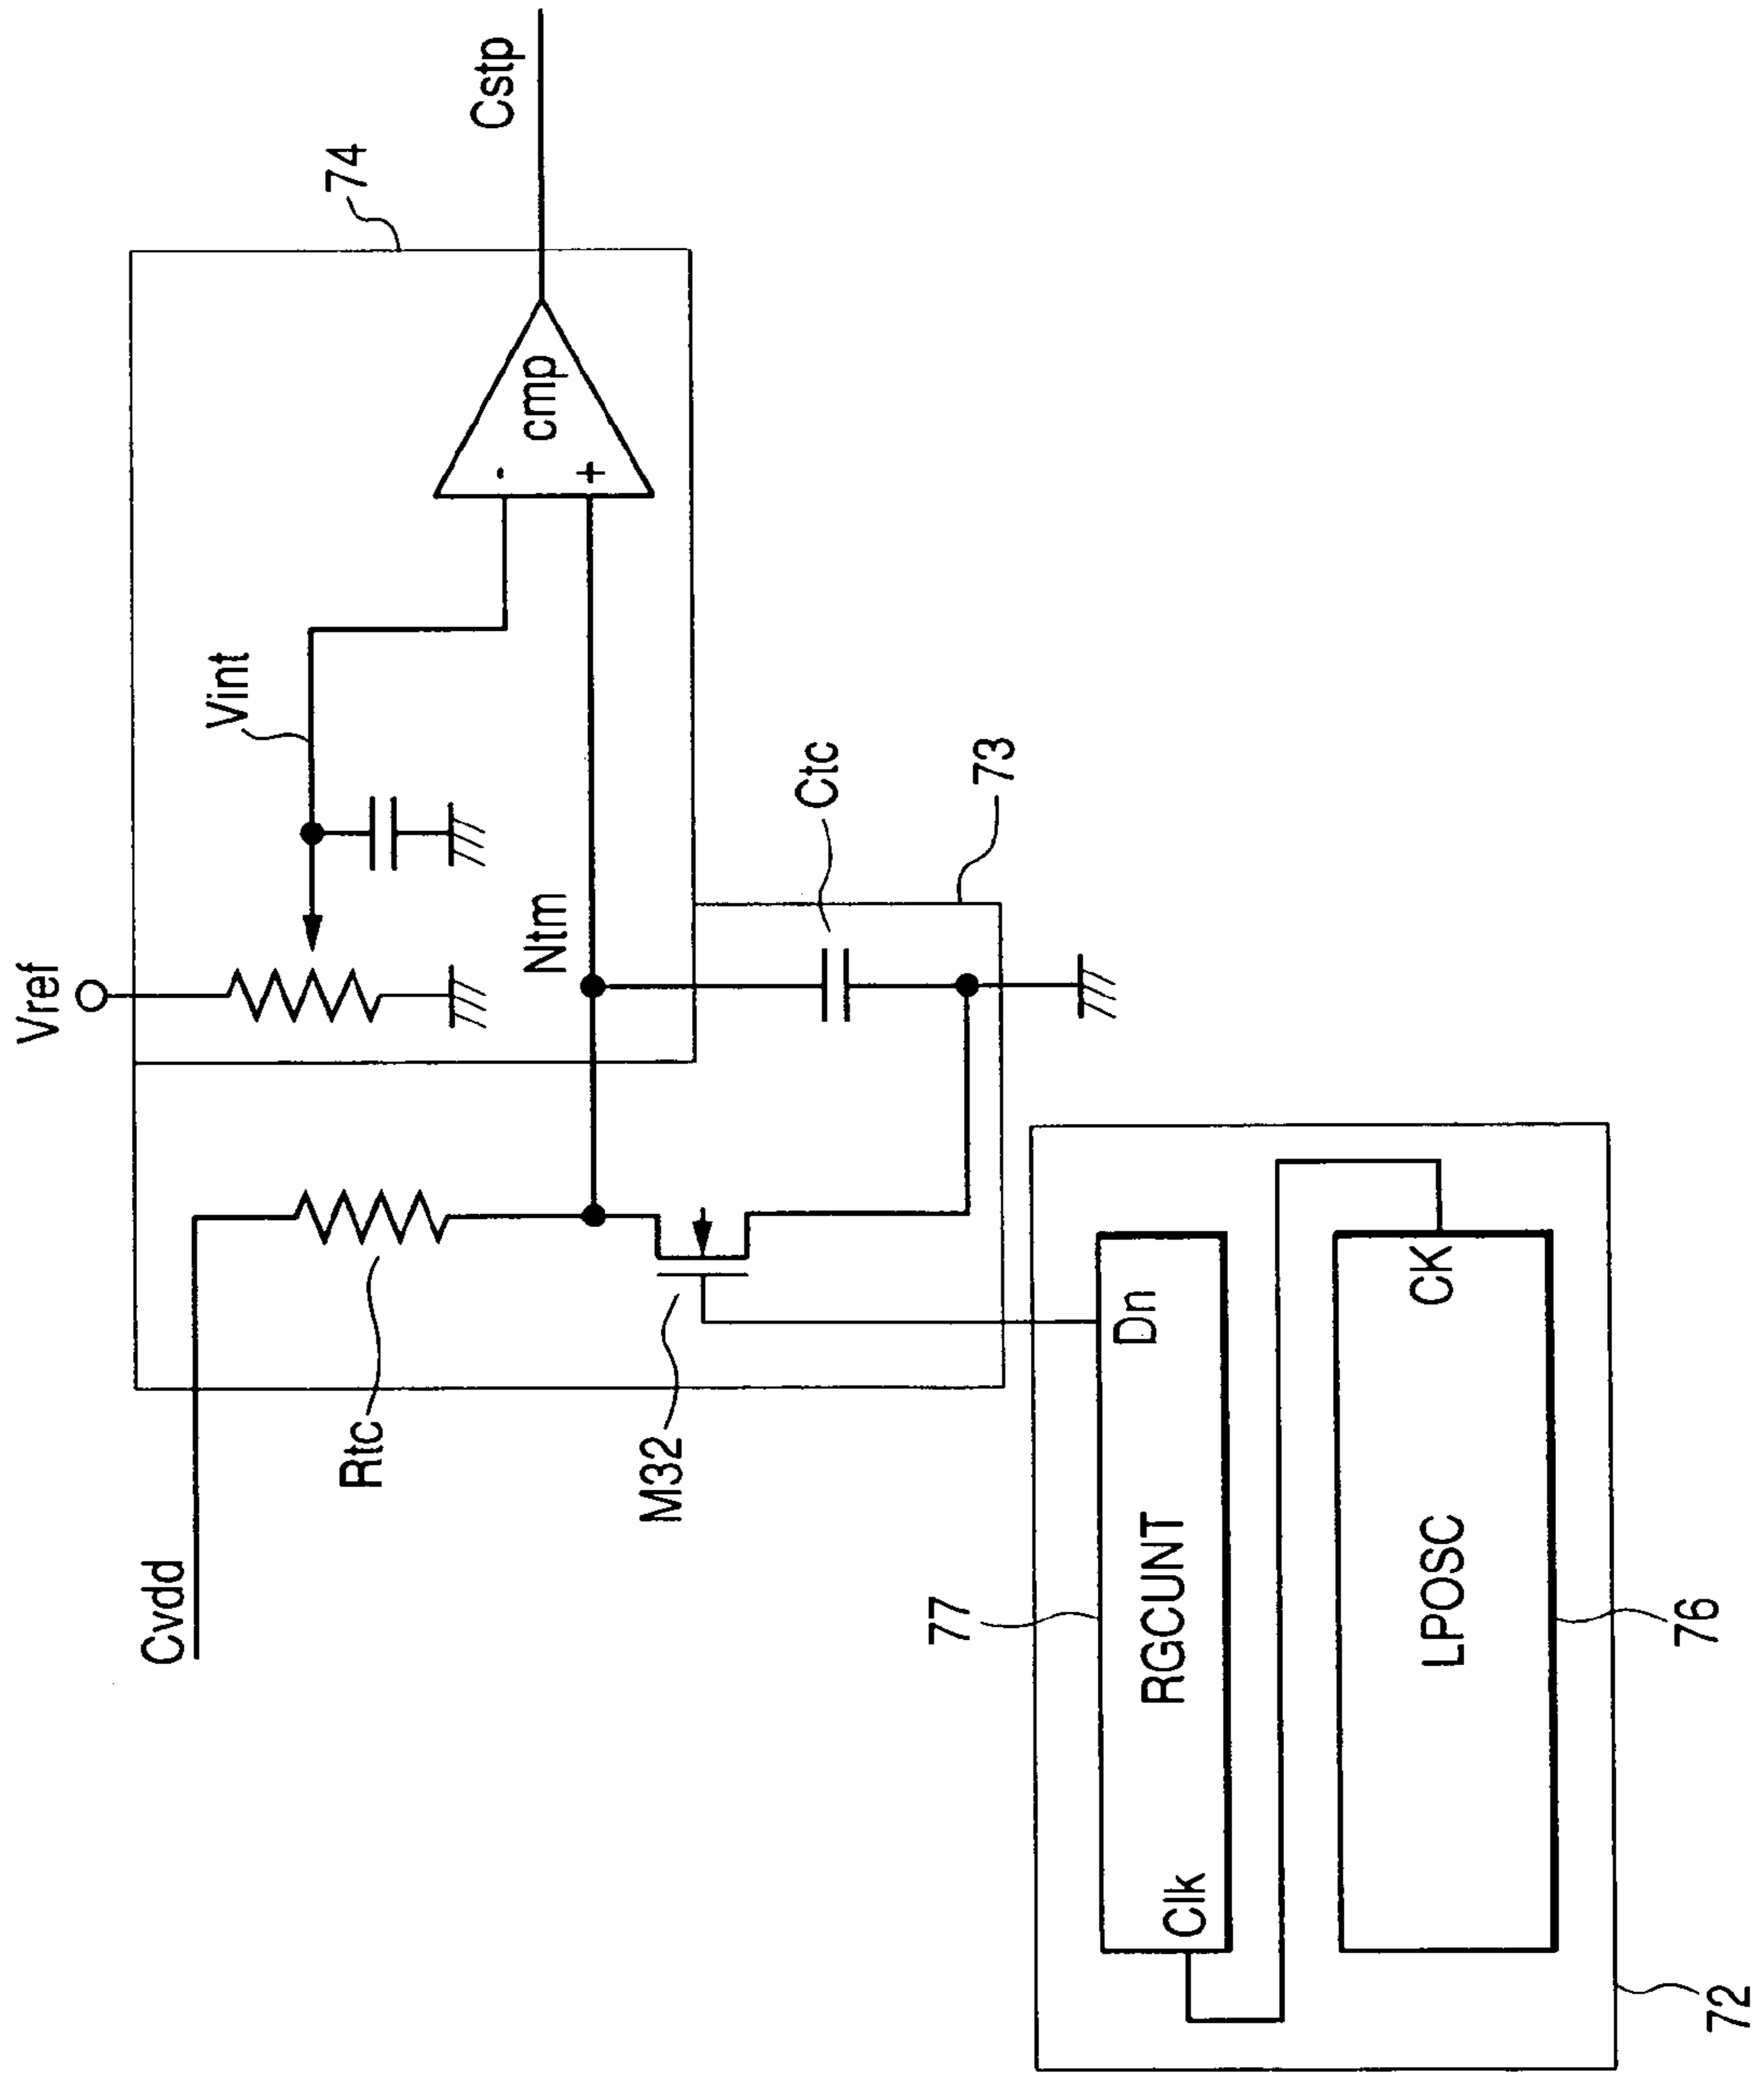 Vref
Vint
74
Cstp
-
+
cmp
Cvdd
Rtc
Ntm
M32
Ctc
73
77
Dn
RGCUNT
Clk
CK
LPOSC
76
72